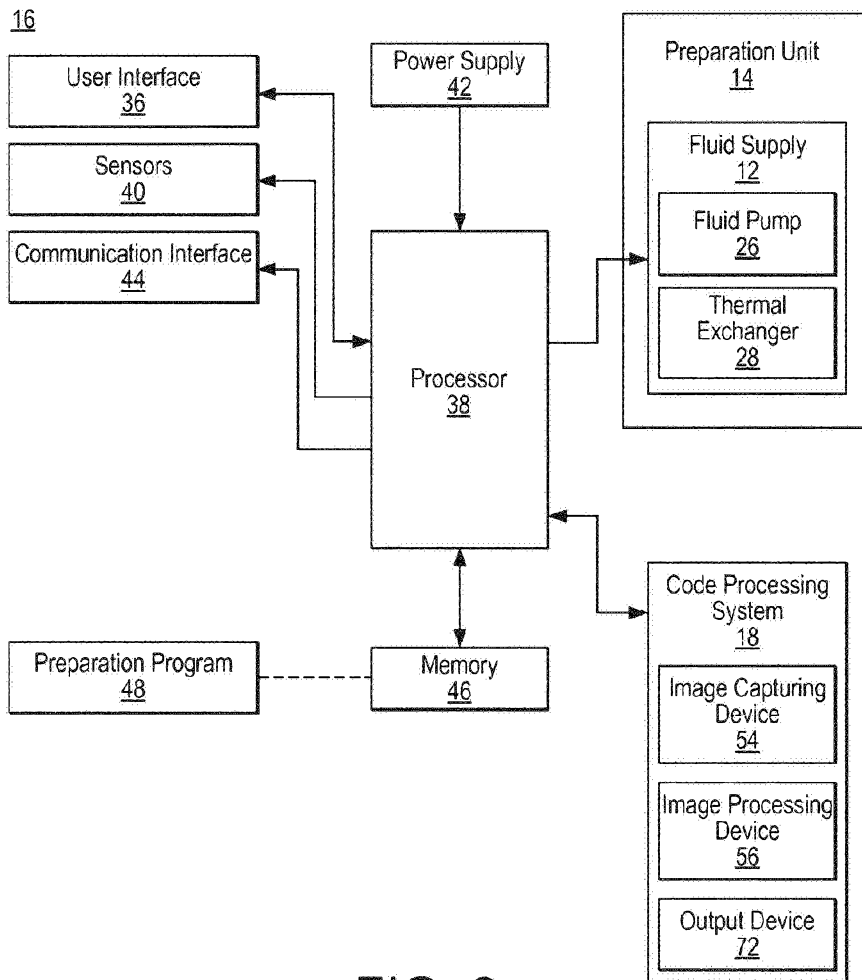 16
User Interface
36
Sensors
40
Communication Interface
44
Power Supply
42
Preparation Unit
14
Fluid Supply
12
Fluid Pump
26
Thermal
Exchanger
28
Processor
38
Preparation Program
48
Memory
46
Code Processing
System
18
Image Capturing
Device
54
Image Processing
Device
56
Output Device
72